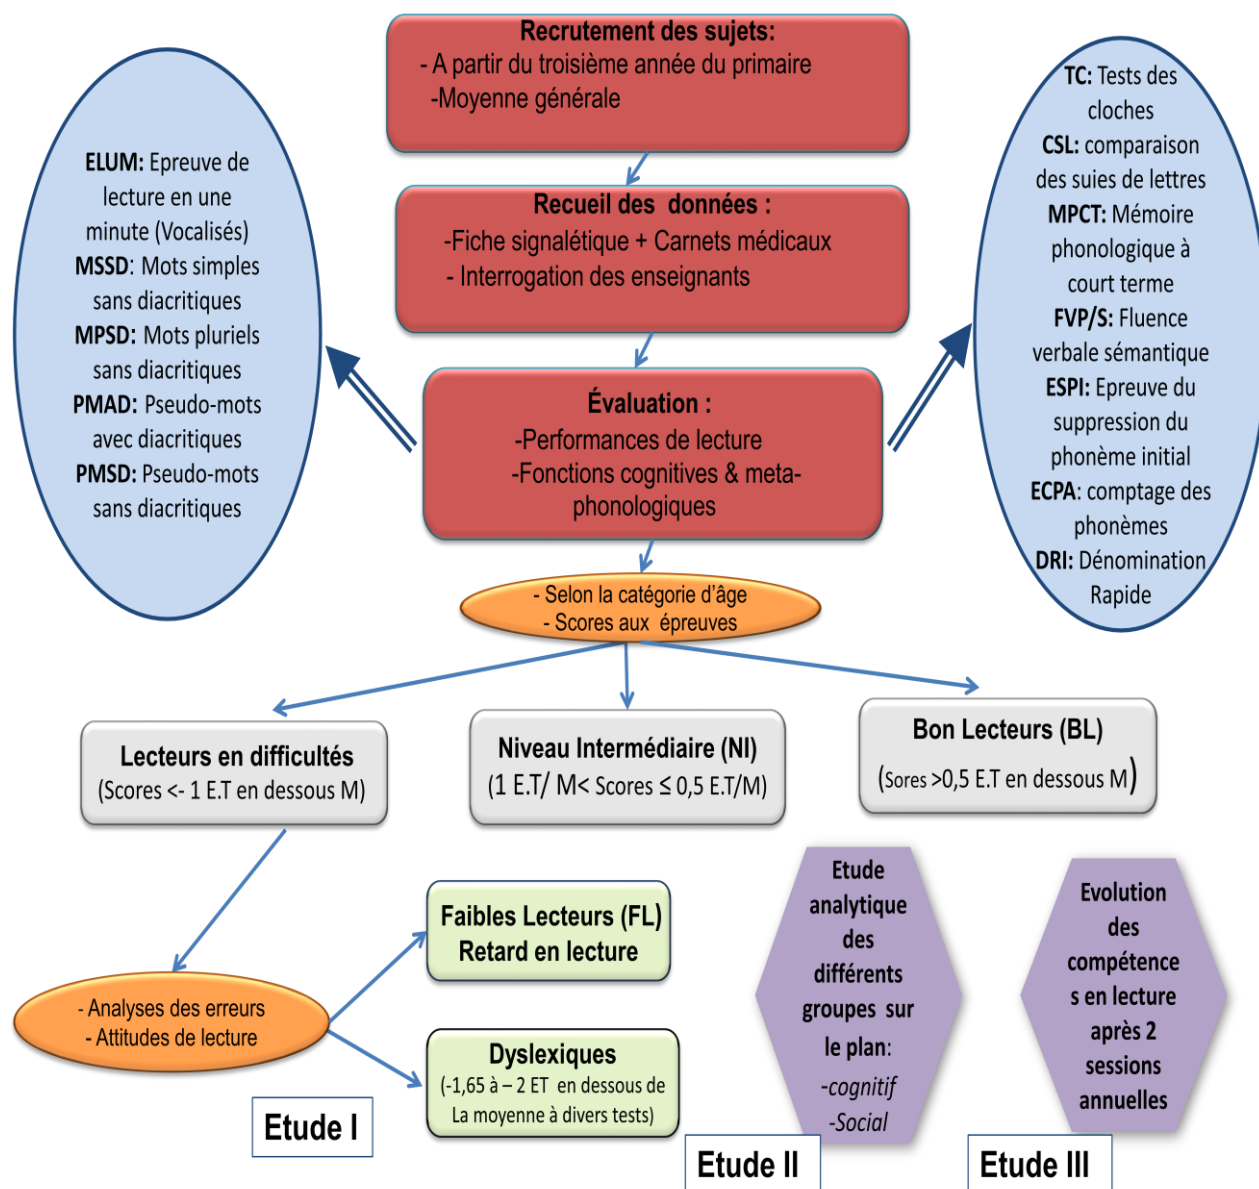 Recrutement des sujets:
- A partir du troisième année du primaire
-Moyenne générale
Recueil des données :
-Fiche signalétique + Carnets médicaux
- Interrogation des enseignants
Évaluation :
-Performances de lecture
-Fonctions cognitives & meta-
phonologiques
ELUM: Epreuve de
lecture en une
minute (Vocalisés)
MSSD: Mots simples
sans diacritiques
MPSD: Mots pluriels
sans diacritiques
PMAD: Pseudo-mots
avec diacritiques
PMSD: Pseudo-mots
sans diacritiques
TC: Tests des
cloches
CSL: comparaison
des suies de lettres
MPCT: Mémoire
phonologique à
court terme
FVP/S: Fluence
verbale sémantique
ESPI: Epreuve du
suppression du
phonème initial
ECPA: comptage des
phonèmes
DRI: Dénomination
Rapide
- Selon la catégorie d'âge
- Scores aux épreuves
Lecteurs en difficultés
(Scores <- 1 E.T en dessous M)
Niveau Intermédiaire (NI)
(1 E.T/ M< Scores ≤ 0,5 E.T/M)
Bon Lecteurs (BL)
(Sores >0,5 E.T en dessous M)
- Analyses des erreurs
- Attitudes de lecture
Faibles Lecteurs (FL)
Retard en lecture
Dyslexiques
(-1,65 à – 2 ET en dessous de
La moyenne à divers tests)
Etude I
Etude
analytique
des
différents
groupes sur
le plan:
-cognitif
-Social
Etude II
Evolution
des
compétence
s en lecture
après 2
sessions
annuelles
Etude III